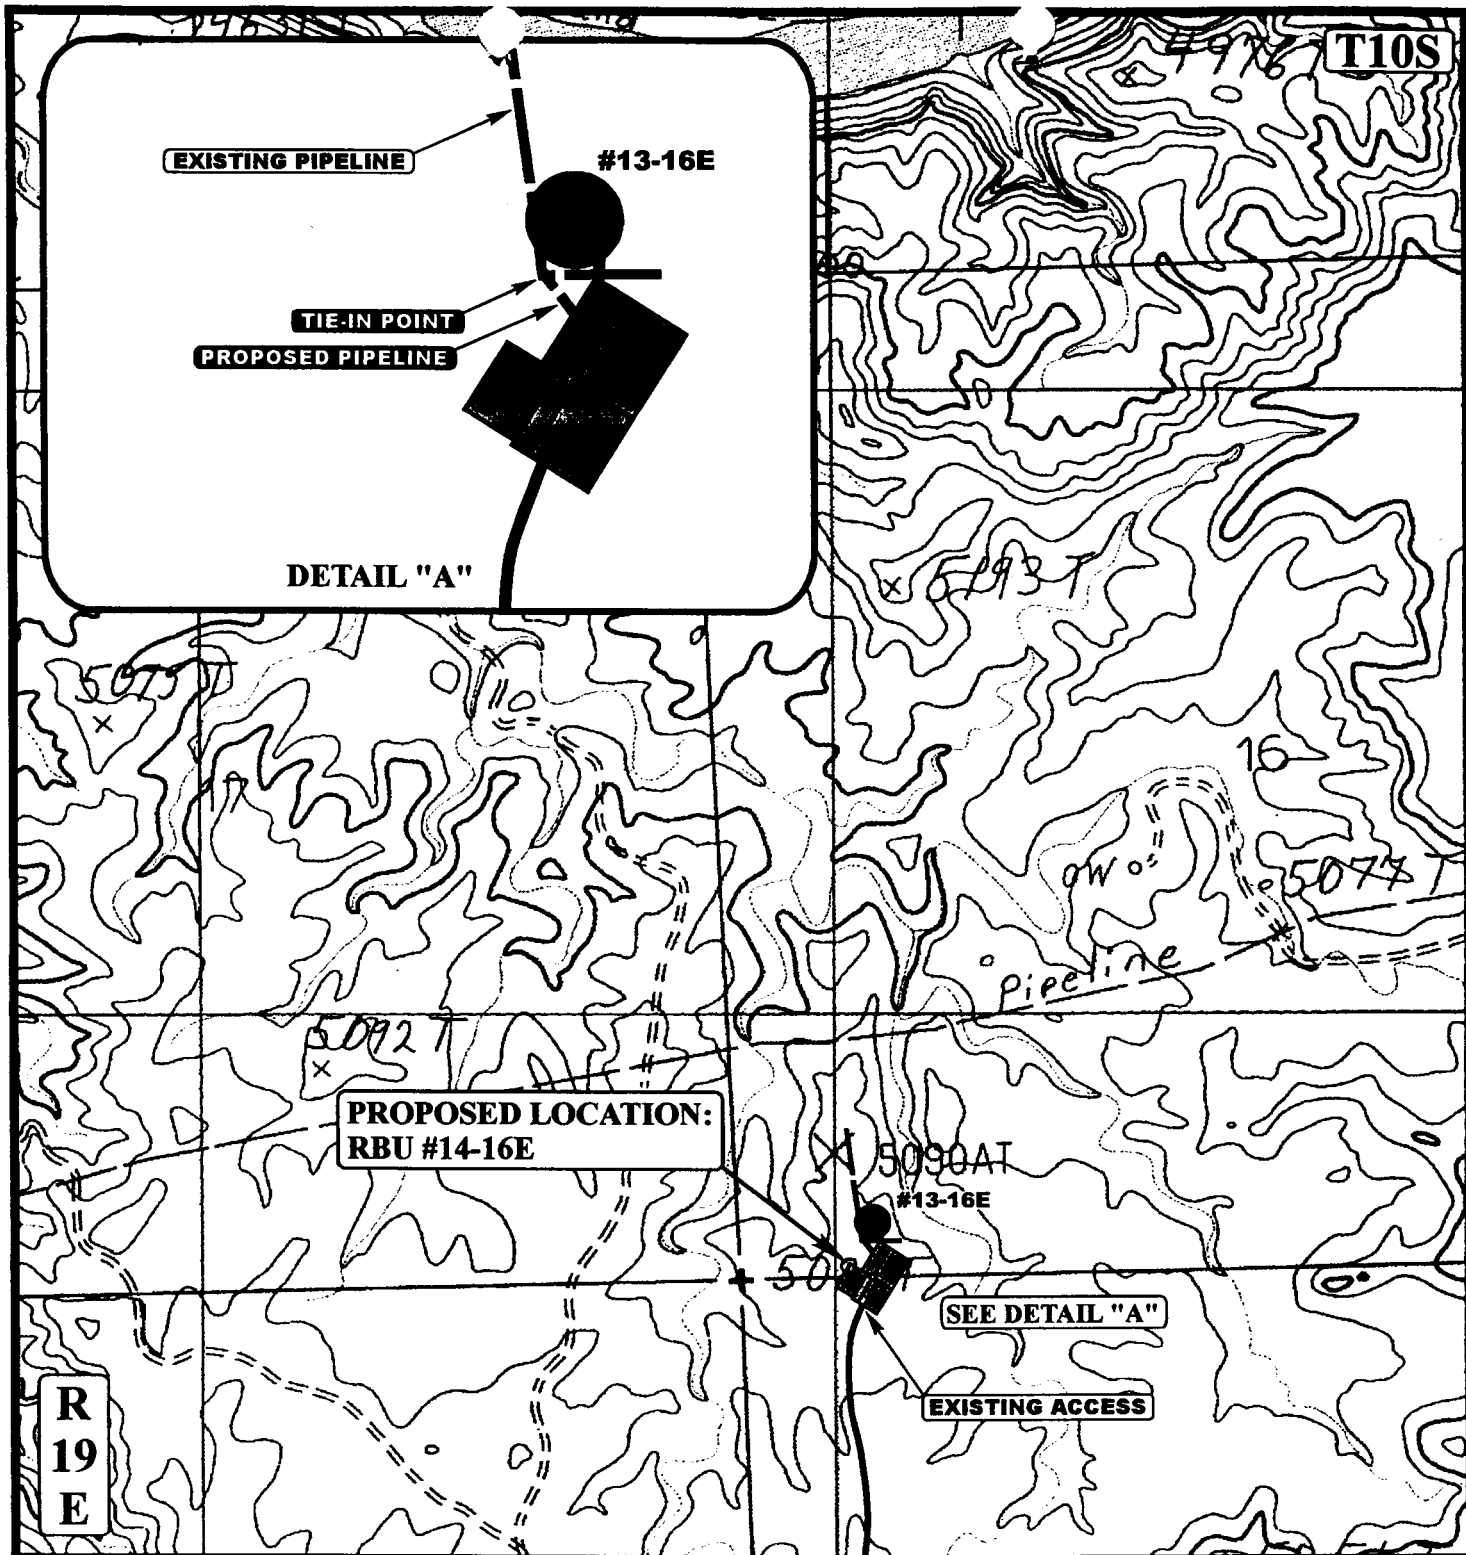 T10S
EXISTING PIPELINE
#13-16E
TIE-IN POINT
PROPOSED PIPELINE
DETAIL "A"
5193 T
5075 T
16
17
OW
5077 T
pipeline
5092 T
PROPOSED LOCATION:
RBU #14-16E
5090AT
#13-16E
SEE DETAIL "A"
EXISTING ACCESS
R
19
E